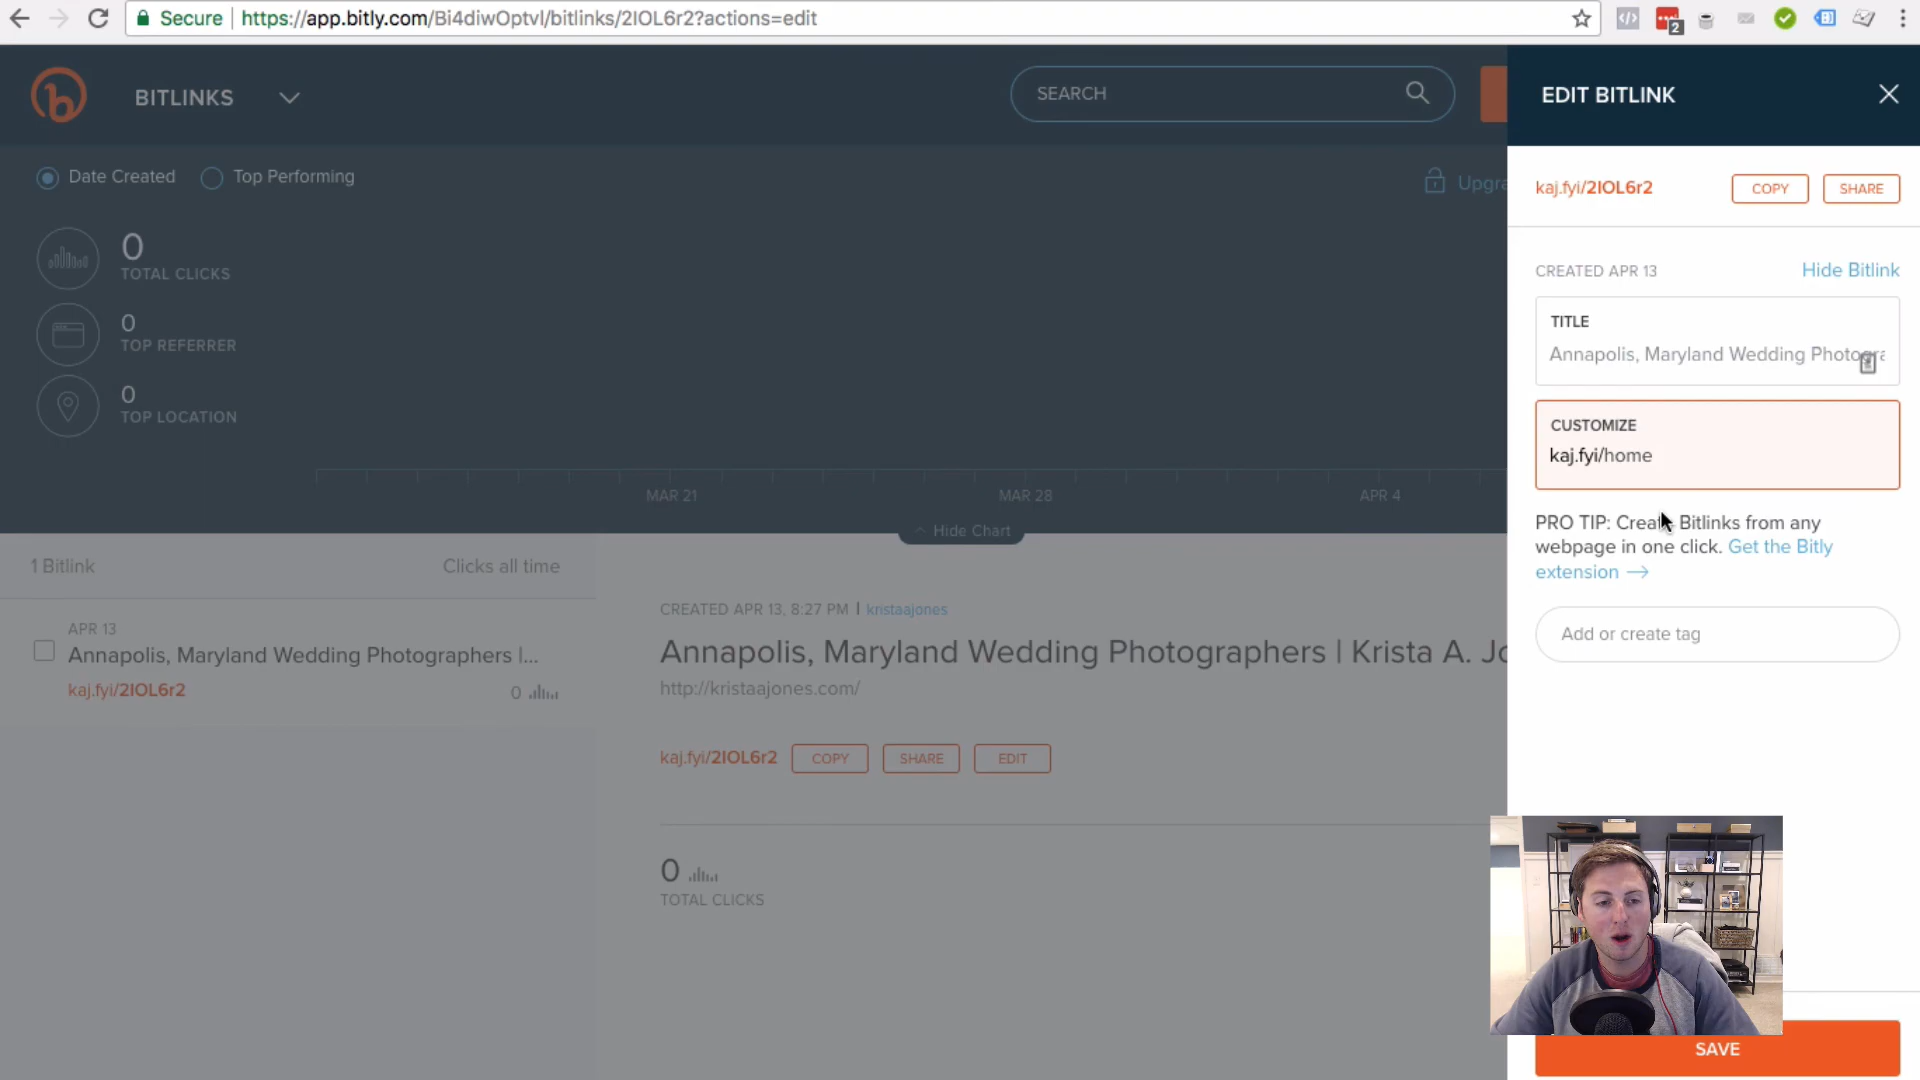 Secure
https://app.bitly.com/Bi4diwOptvl/bitlinks/2IOL6r2?actions=edit
2
b
BITLINKS
SEARCH
EDIT BITLINK
Date Created
Top Performing
kaj.fyi/2IOL6r2
COPY
SHARE
0
TOTAL CLICKS
CREATED APR 13
Hide Bitlink
TITLE
Annapolis, Maryland Wedding
0
TOP REFERRER
0
TOP LOCATION
CUSTOMIZE
kaj.fyi/home
MAR 21
MAR 28
APR 4
Hide Chart
PRO TIP: Bitlinks from any
webpage in one click. Get the Bitly
extension →
1 Bitlink
Clicks all time
Add or create tag
APR 13
Annapolis, Maryland Wedding Photographers |...
kaj.fyi/2IOL6r2
0
CREATED APR 13, 8:27 PM | kristaajones
Annapolis, Maryland Wedding Photographers | Krista A.
http://kristaajones.com/
kaj.fyi/2IOL6r2
COPY
SHARE
EDIT
0
TOTAL CLICKS
SAVE